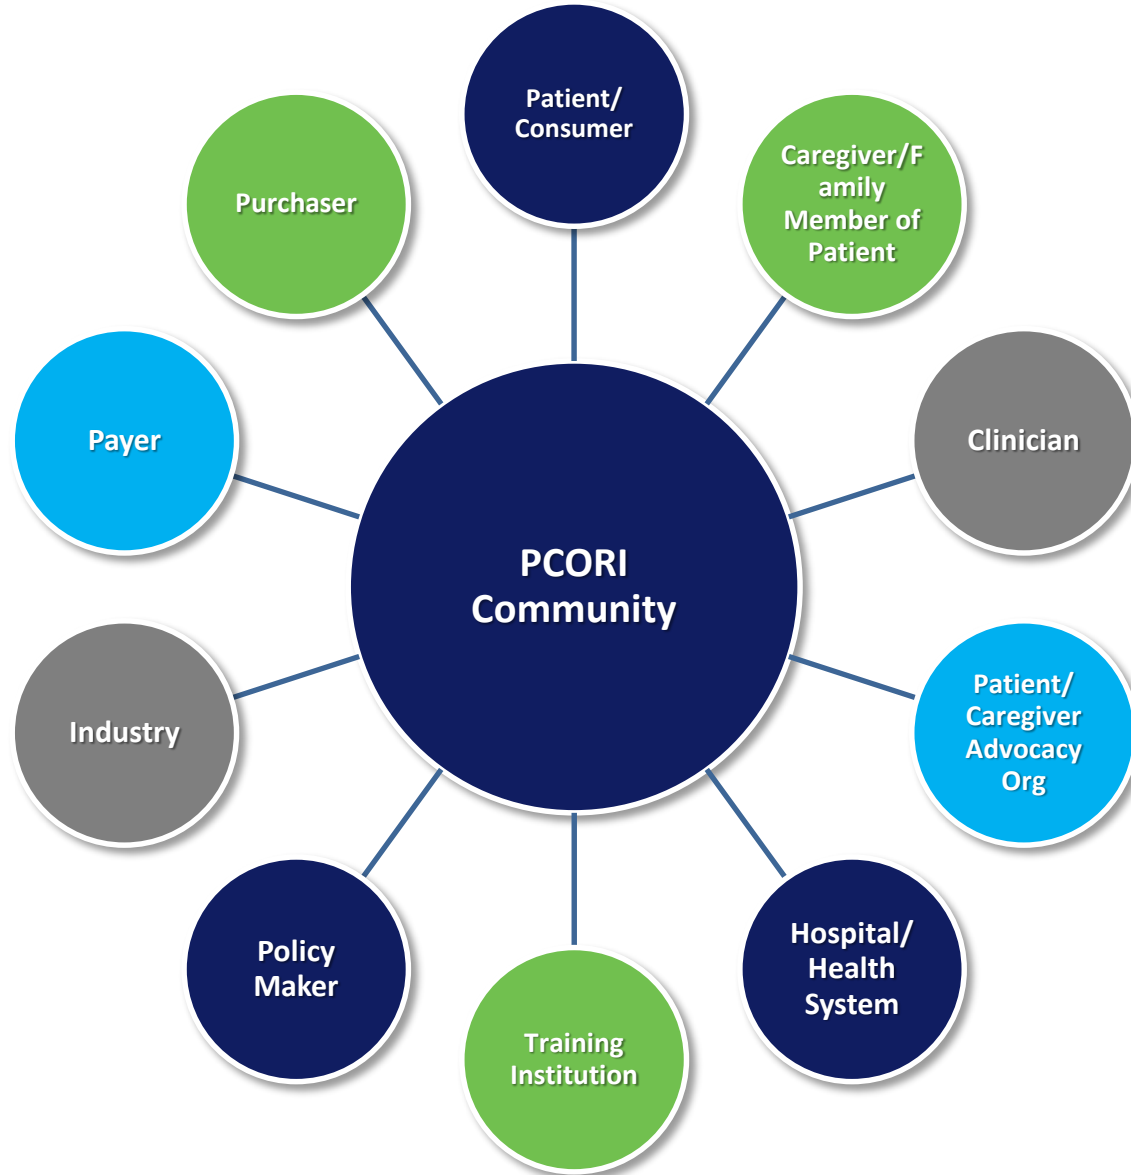 Patient/
Consumer
Caregiver/F
amily
Member of
Patient
Clinician
Patient/
Caregiver
Advocacy
Org
Hospital/
Health
System
Training
Institution
Policy
Maker
Industry
Payer
Purchaser
PCORI
Community